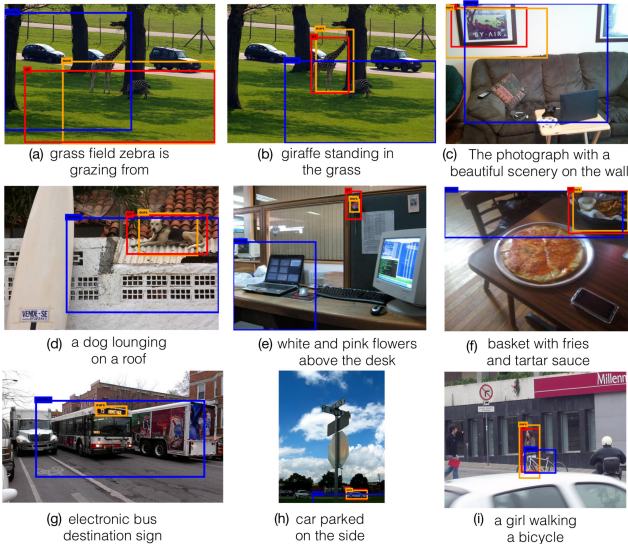 (a) grass field zebra is
grazing from
(b) giraffe standing in
the grass
BY·AIR
(c) The photograph with a
beautiful scenery on the wall
VENDE-SE
(d) a dog lounging
on a roof
(e) white and pink flowers
above the desk
(f) basket with fries
and tartar sauce
(g) electronic bus
destination sign
(h) car parked
on the side
Millenn
(i) a girl walking
a bicycle